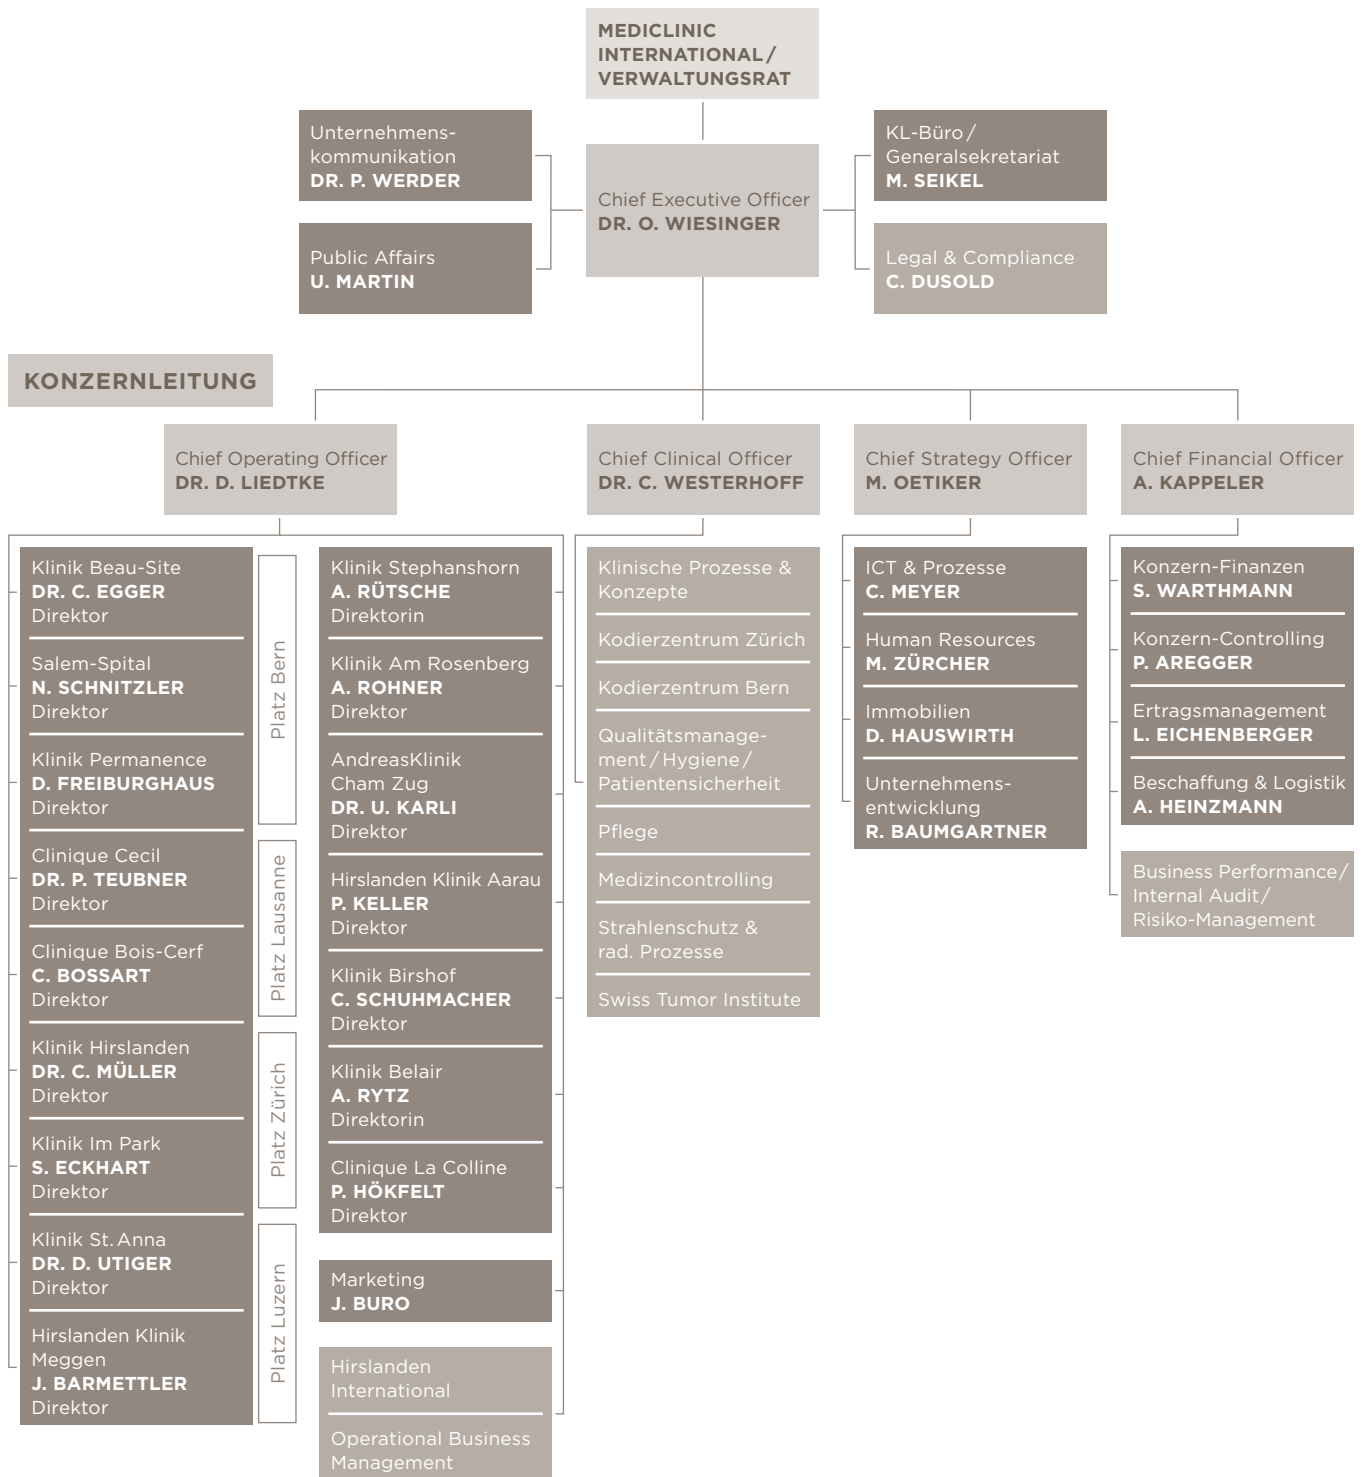 MEDICLINIC
INTERNATIONAL /
VERWALTUNGSRAT
Unternehmens-
kommunikation
DR. P. WERDER
Public Affairs
U. MARTIN
Chief Executive Officer
DR. O. WIESINGER
KL-Büro /
Generalsekretariat
M. SEIKEL
Legal & Compliance
C. DUSOLD
KONZERNLEITUNG
Chief Operating Officer
DR. D. LIEDTKE
Chief Clinical Officer
DR. C. WESTERHOFF
Chief Strategy Officer
M. OETIKER
Chief Financial Officer
A. KAPPELER
Klinik Beau-Site
DR. C. EGGER
Direktor
Salem-Spital
N. SCHNITZLER
Direktor
Klinik Permanence
D. FREIBURGHAUS
Direktor
Clinique Cecil
DR. P. TEUBNER
Direktor
Clinique Bois-Cerf
C. BOSSART
Direktor
Klinik Hirslanden
DR. C. MÜLLER
Direktor
Klinik Im Park
S. ECKHART
Direktor
Klinik St. Anna
DR. D. UTIGER
Direktor
Hirslanden Klinik
Meggen
J. BARMETTLER
Direktor
Platz Bern
Platz Lausanne
Platz Zürich
Platz Luzern
Klinik Stephanshorn
A. RÜTSCHE
Direktorin
Klinik Am Rosenberg
A. ROHNER
Direktor
AndreasKlinik
Cham Zug
DR. U. KARLI
Direktor
Hirslanden Klinik Aarau
P. KELLER
Direktor
Klinik Birshof
C. SCHUHMACHER
Direktor
Klinik Belair
A. RYTZ
Direktorin
Clinique La Colline
P. HÖKFELT
Direktor
Marketing
J. BURO
Hirslanden
International
Operational Business
Management
Klinische Prozesse &
Konzepte
Kodierzentrum Zürich
Kodierzentrum Bern
Qualitätsmanage-
ment / Hygiene /
Patientensicherheit
Pflege
Medizincontrolling
Strahlenschutz &
rad. Prozesse
Swiss Tumor Institute
ICT & Prozesse
C. MEYER
Human Resources
M. ZÜRCHER
Immobilien
D. HAUSWIRTH
Unternehmens-
entwicklung
R. BAUMGARTNER
Konzern-Finanzen
S. WARTHMANN
Konzern-Controlling
P. AREGGER
Ertragsmanagement
L. EICHENBERGER
Beschaffung & Logistik
A. HEINZMANN
Business Performance /
Internal Audit /
Risiko-Management